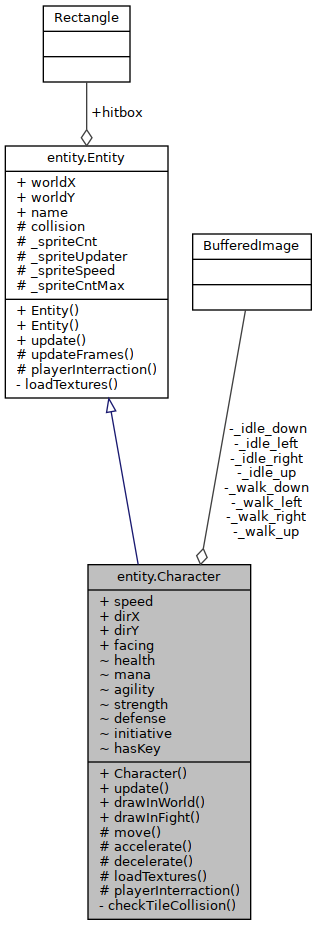 Rectangle
+hitbox
entity.Entity
+ worldX
+ worldY
+ name
# collision
# _spriteCnt
# _spriteUpdater
# _spriteSpeed
# _spriteCntMax
+ Entity()
+ Entity()
+ update()
# updateFrames()
# playerInterraction()
- loadTextures()
BufferedImage
-_idle_down
-_idle_left
-_idle_right
-_idle_up
-_walk_down
-_walk_left
-_walk_right
-_walk_up
entity.Character
+ speed
+ dirX
+ dirY
+ facing
~ health
~ mana
~ agility
~ strength
~ defense
~ initiative
~ hasKey
+ Character()
+ update()
+ drawInWorld()
+ drawInFight()
# move()
# accelerate()
# decelerate()
# loadTextures()
# playerInterraction()
- checkTileCollision()